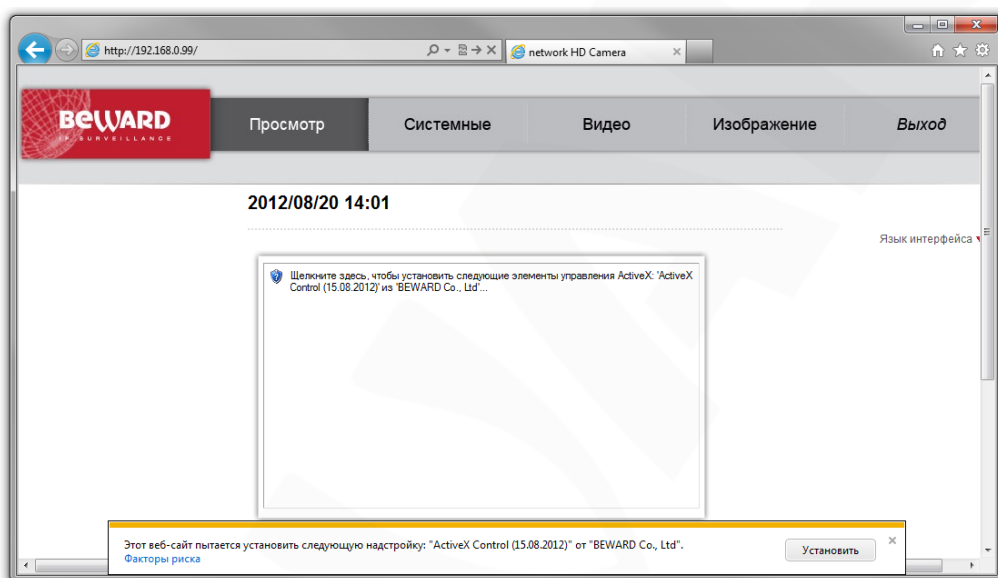 http://192.168.0.99/
network HD Camera
BEWARD
IP SURVEILLANCE
Просмотр
Системные
Видео
Изображение
Выход
2012/08/20 14:01
Язык интерфейса
Щелкните здесь, чтобы установить следующие элементы управления ActiveX: 'ActiveX
Control (15.08.2012)' из 'BEWARD Co., Ltd'...
Этот веб-сайт пытается установить следующую надстройку: "ActiveX Control (15.08.2012)" от "BEWARD Co., Ltd".
Факторы риска
Установить